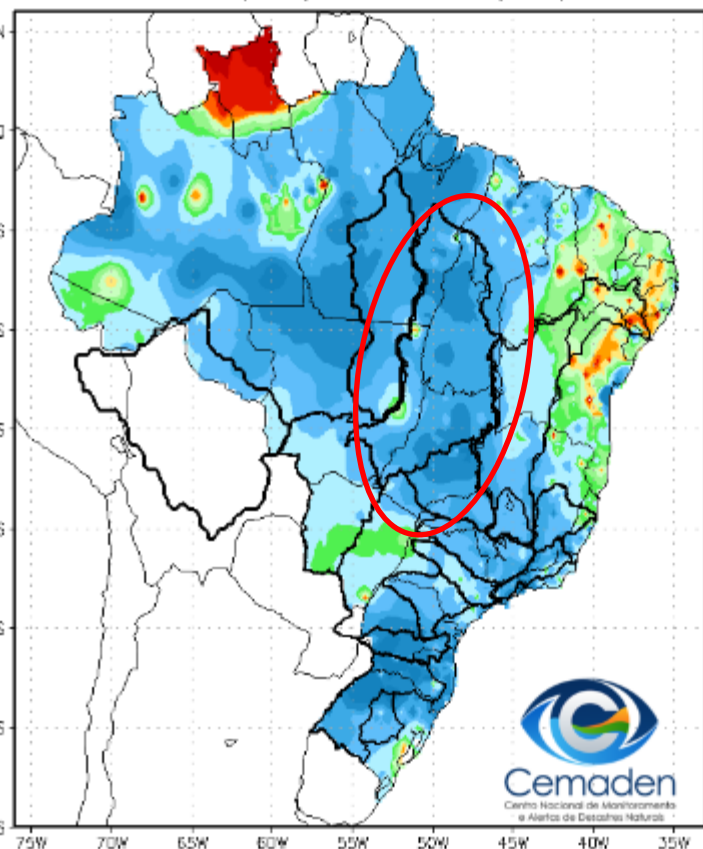 Cemaden
Centro Nacional de Monitoramento
e Alertas de Desastres Naturais
75W 70W 65W 60W 55W 50W 45W 40W 35W